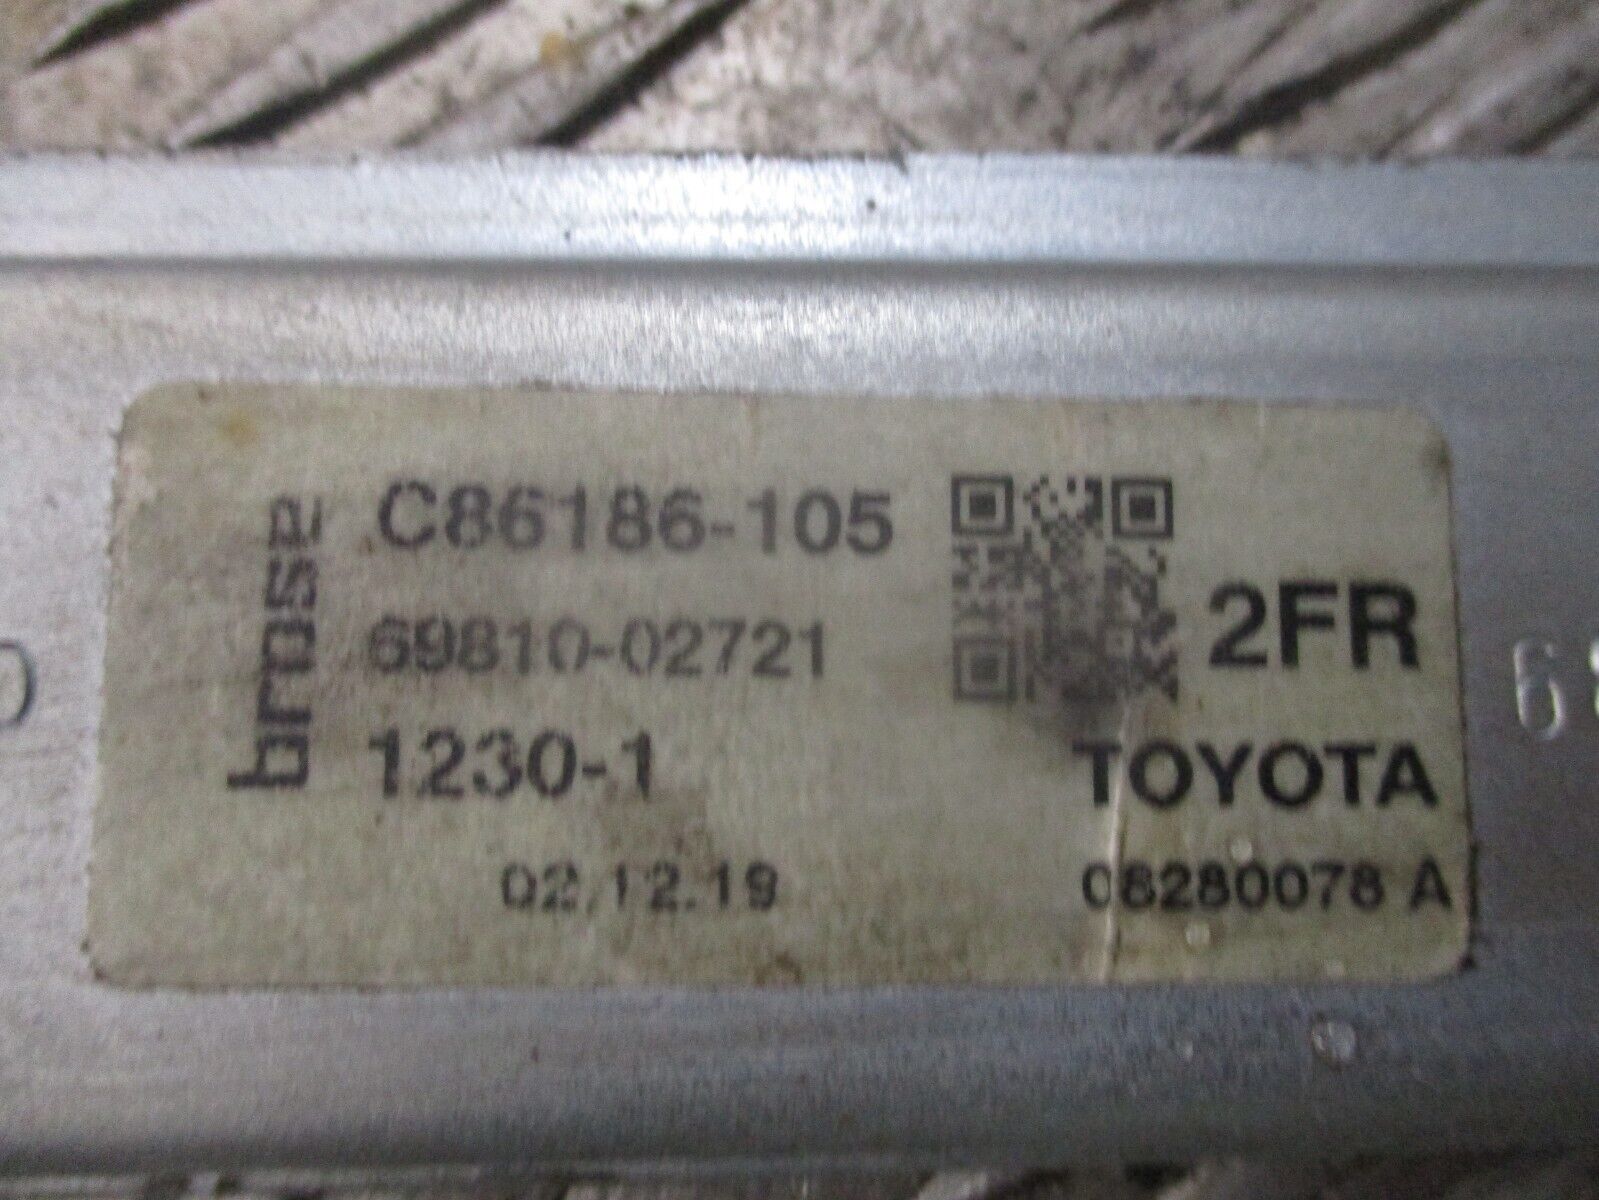 brose
C86186-105
69810-02721
1230-1
02.12.19
2FR
TOYOTA
08280078 A